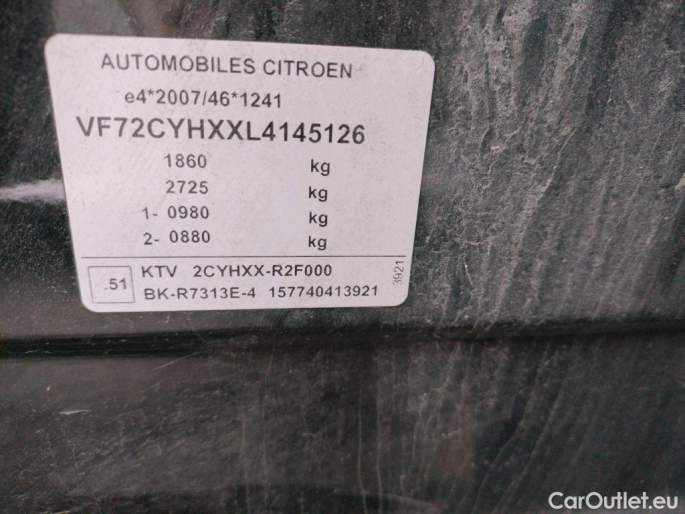 AUTOMOBILES CITROEN
e4*2007/46*1241
VF72CYHXXL4145126
1860 kg
2725 kg
1- 0980 kg
2- 0880 kg
.51 KTV 2CYHXX-R2F000
BK-R7313E-4 157740413921
3921
CarOutlet.eu